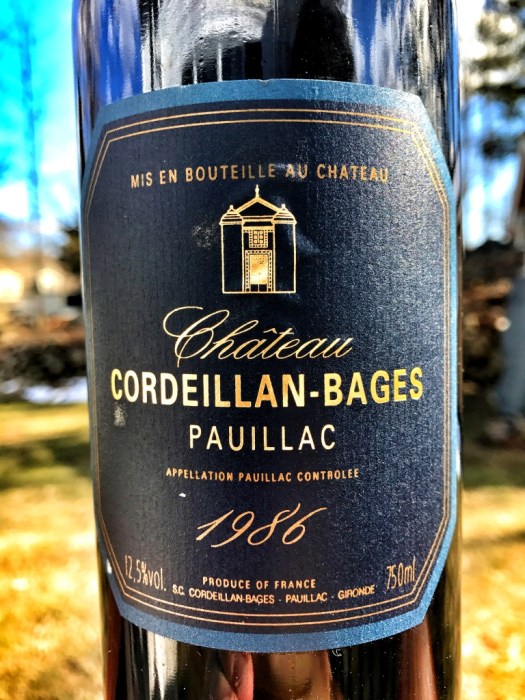 MIS EN BOUTEILLE AU CHATEAU
Château
CORDEILLAN-BAGES
PAUILLAC
APPELLATION PAUILLAC CONTROLEE
1986
12,5%vol. PRODUCE OF FRANCE 750ml
S.C. CORDEILLAN-BAGES - PAUILLAC - GIRONDE